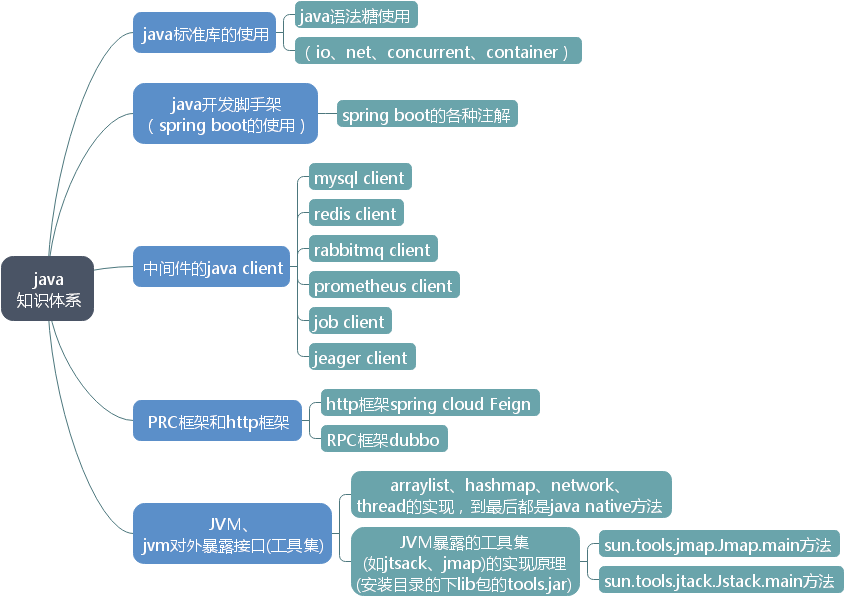 java标准库的使用
java语法糖使用
（io、net、concurrent、container）
java开发脚手架
（spring boot的使用）
spring boot的各种注解
mysql client
redis client
rabbitmq client
prometheus client
job client
jeager client
中间件的java client
java
知识体系
PRC框架和http框架
http框架spring cloud Feign
RPC框架dubbo
JVM、
jvm对外暴露接口(工具集)
arraylist、hashmap、network、
thread的实现，到最后都是java native方法
JVM暴露的工具集
(如jtsack、jmap)的实现原理
(安装目录的下lib包的tools.jar)
sun.tools.jmap.Jmap.main方法
sun.tools.jtack.Jstack.main方法